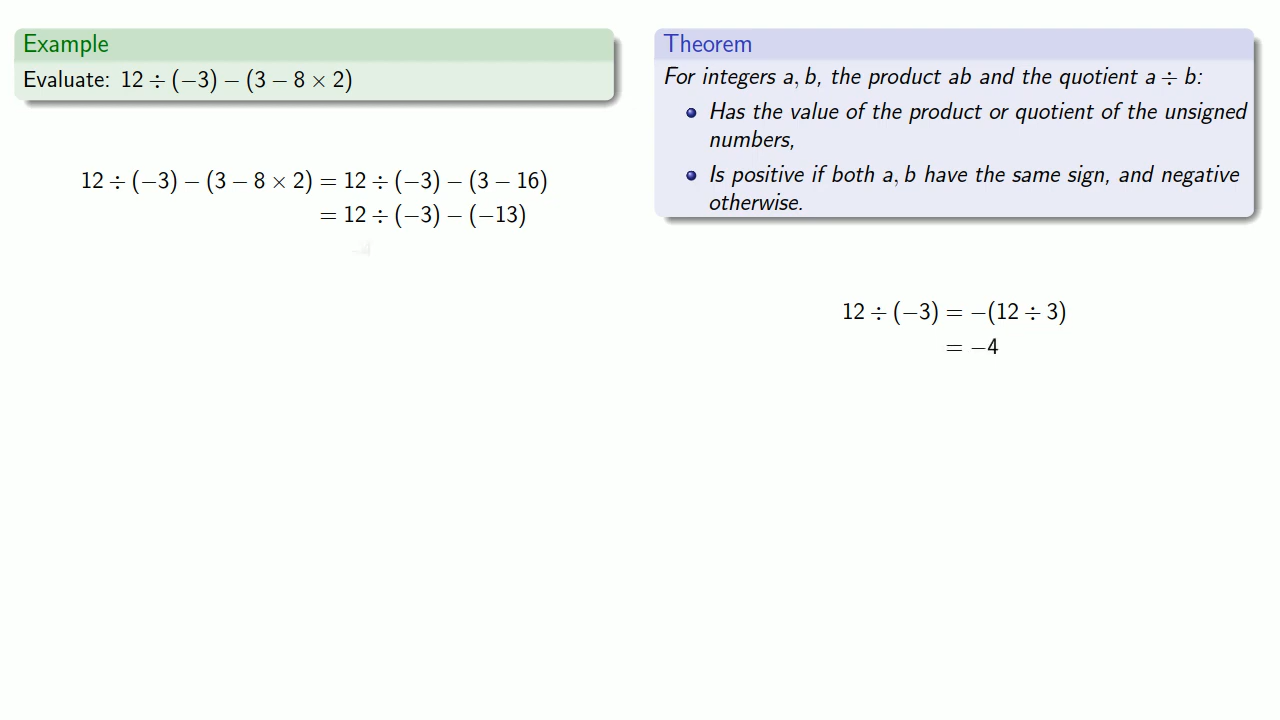 Example
Evaluate: 12 ÷ (−3) − (3 − 8 × 2)
12 ÷ (−3) − (3 − 8 × 2) = 12 ÷ (−3) − (3 − 16)
= 12 ÷ (−3) − (−13)
Theorem
For integers a, b, the product ab and the quotient a ÷ b:
Has the value of the product or quotient of the unsigned
numbers,
Is positive if both a, b have the same sign, and negative
otherwise.
12 ÷ (−3) = −(12 ÷ 3)
= −4